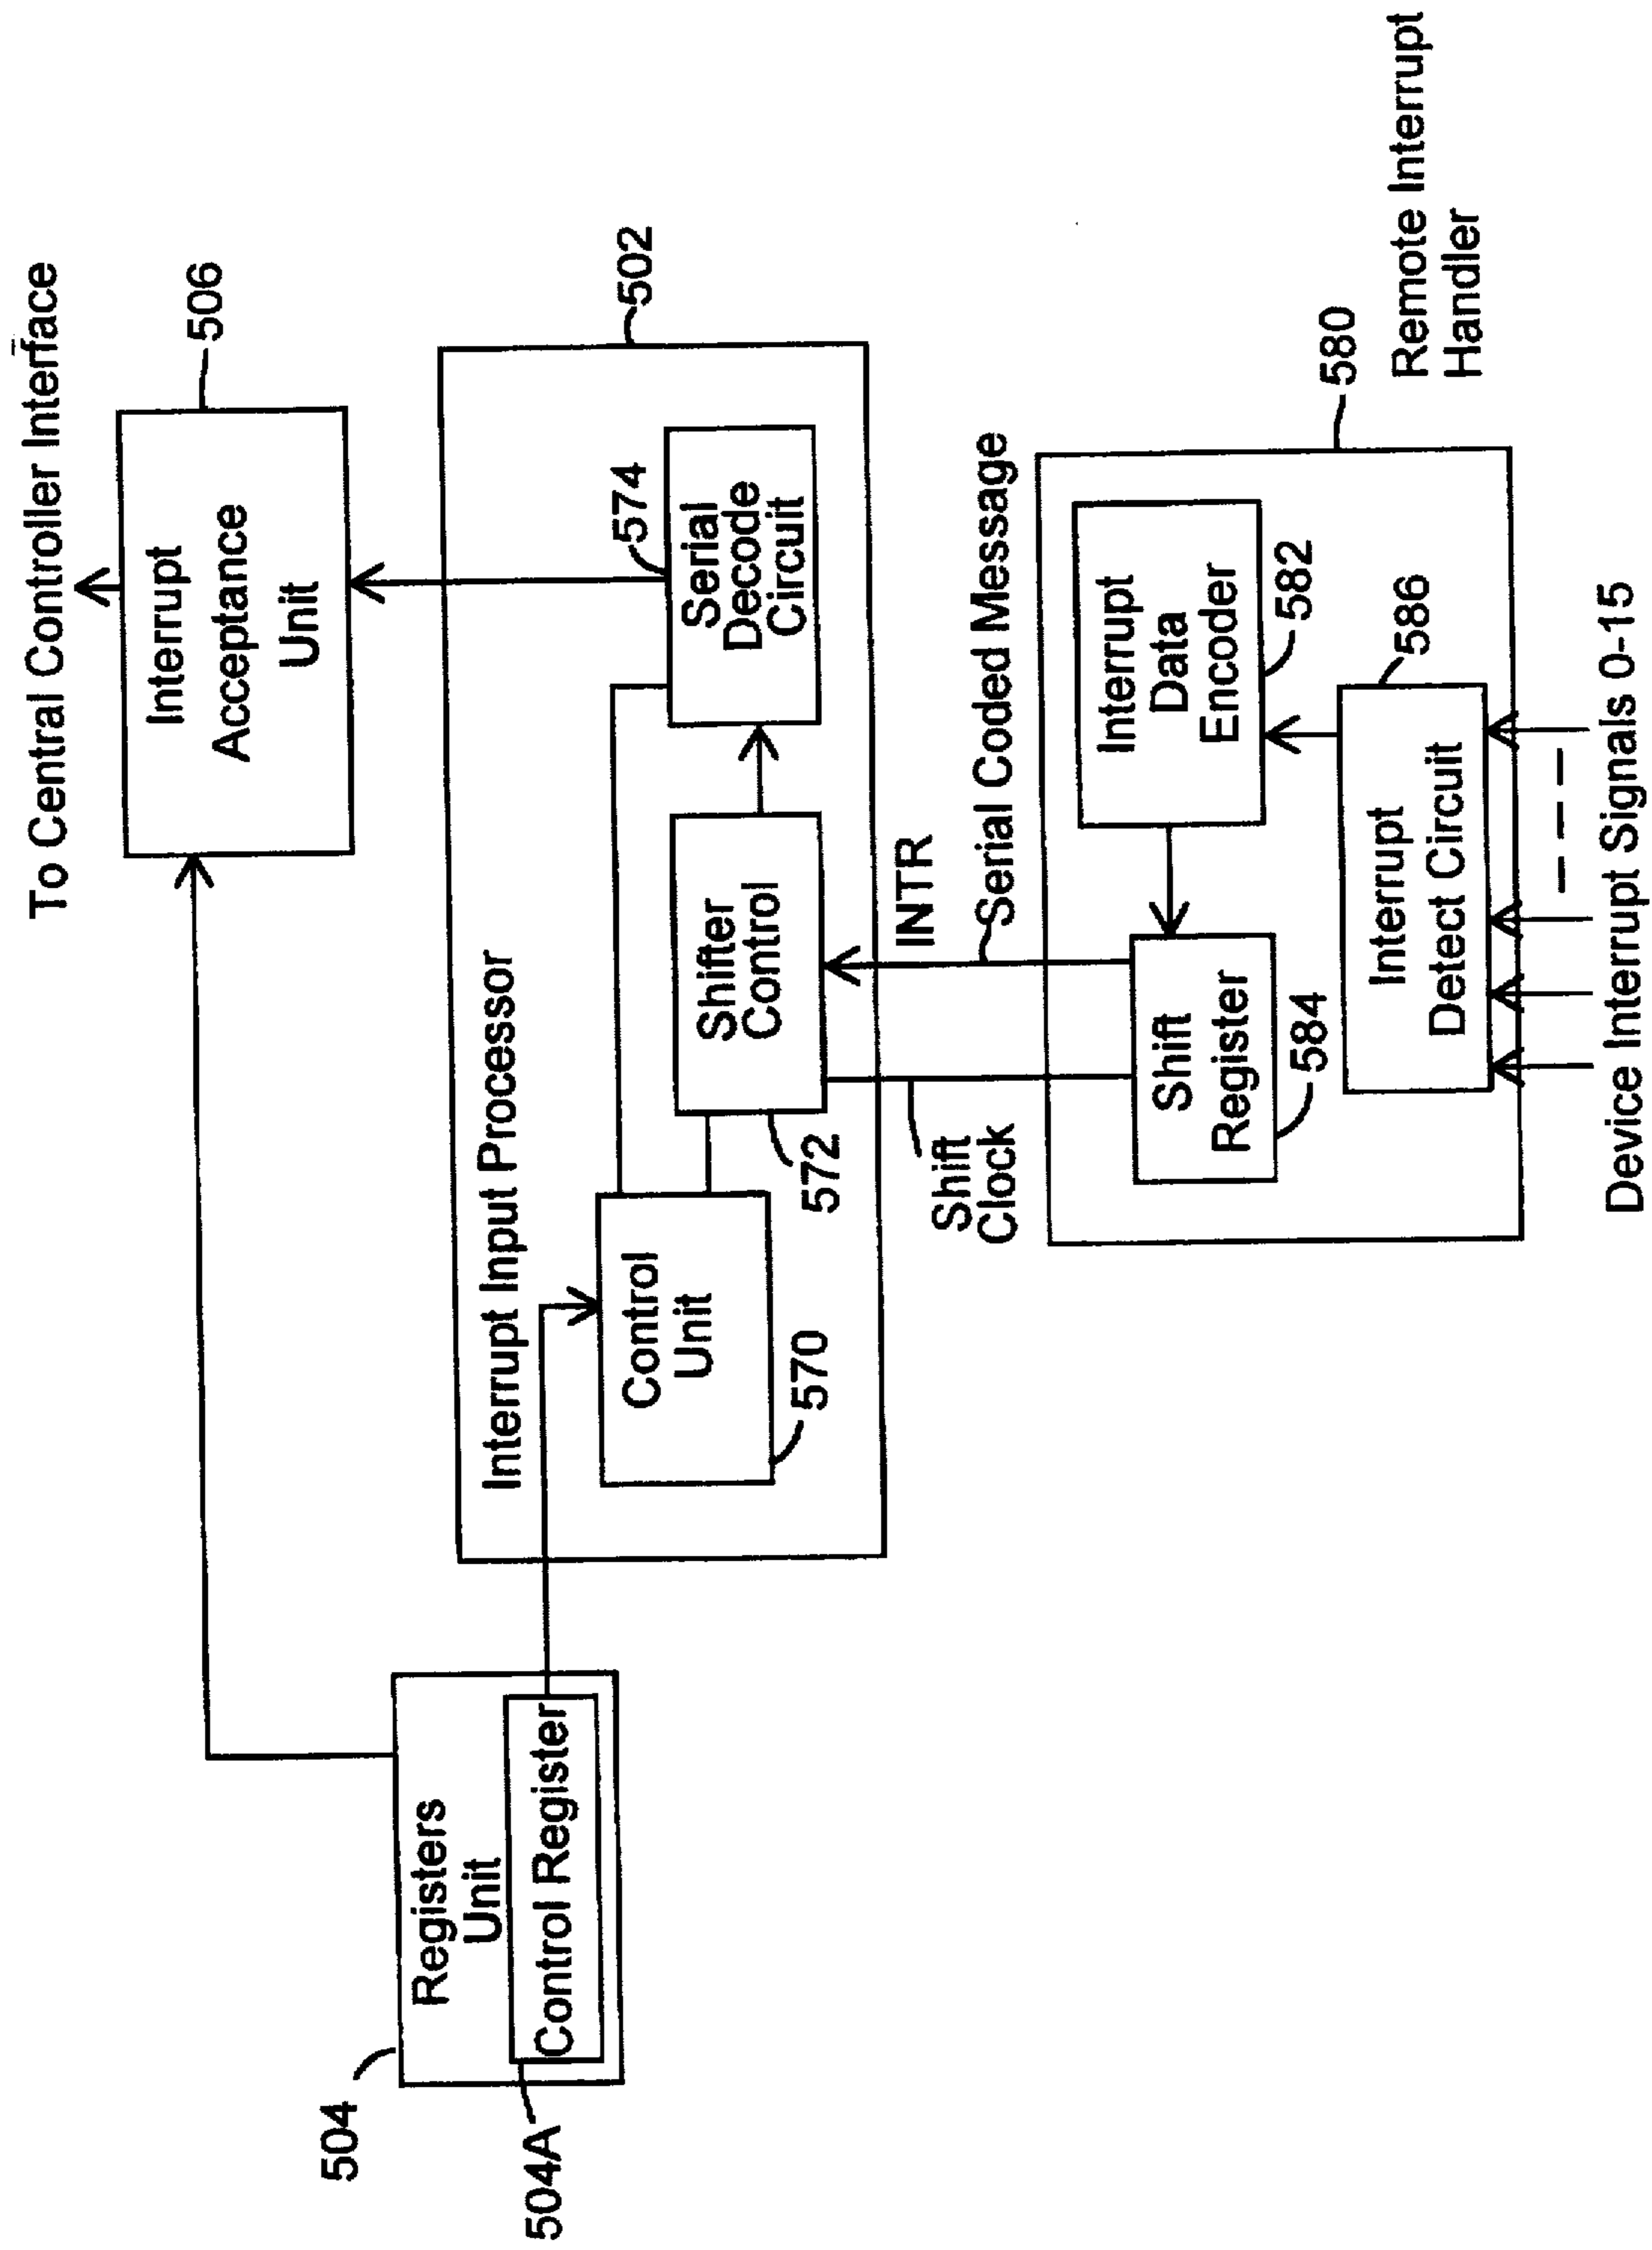 To Central Controller Interface
506
Interrupt
Acceptance
Unit
502
Interrupt Input Processor
574
Serial
Decode
Circuit
Shifter
Control
572
Control
Unit
570
504
Registers
Unit
504A
Control Register
INTR
Serial Coded Message
Shift
Clock
580
Remote Interrupt
Handler
Interrupt
Data
Encoder
582
Shift
Register
584
586
Interrupt
Detect Circuit
Device Interrupt Signals 0-15